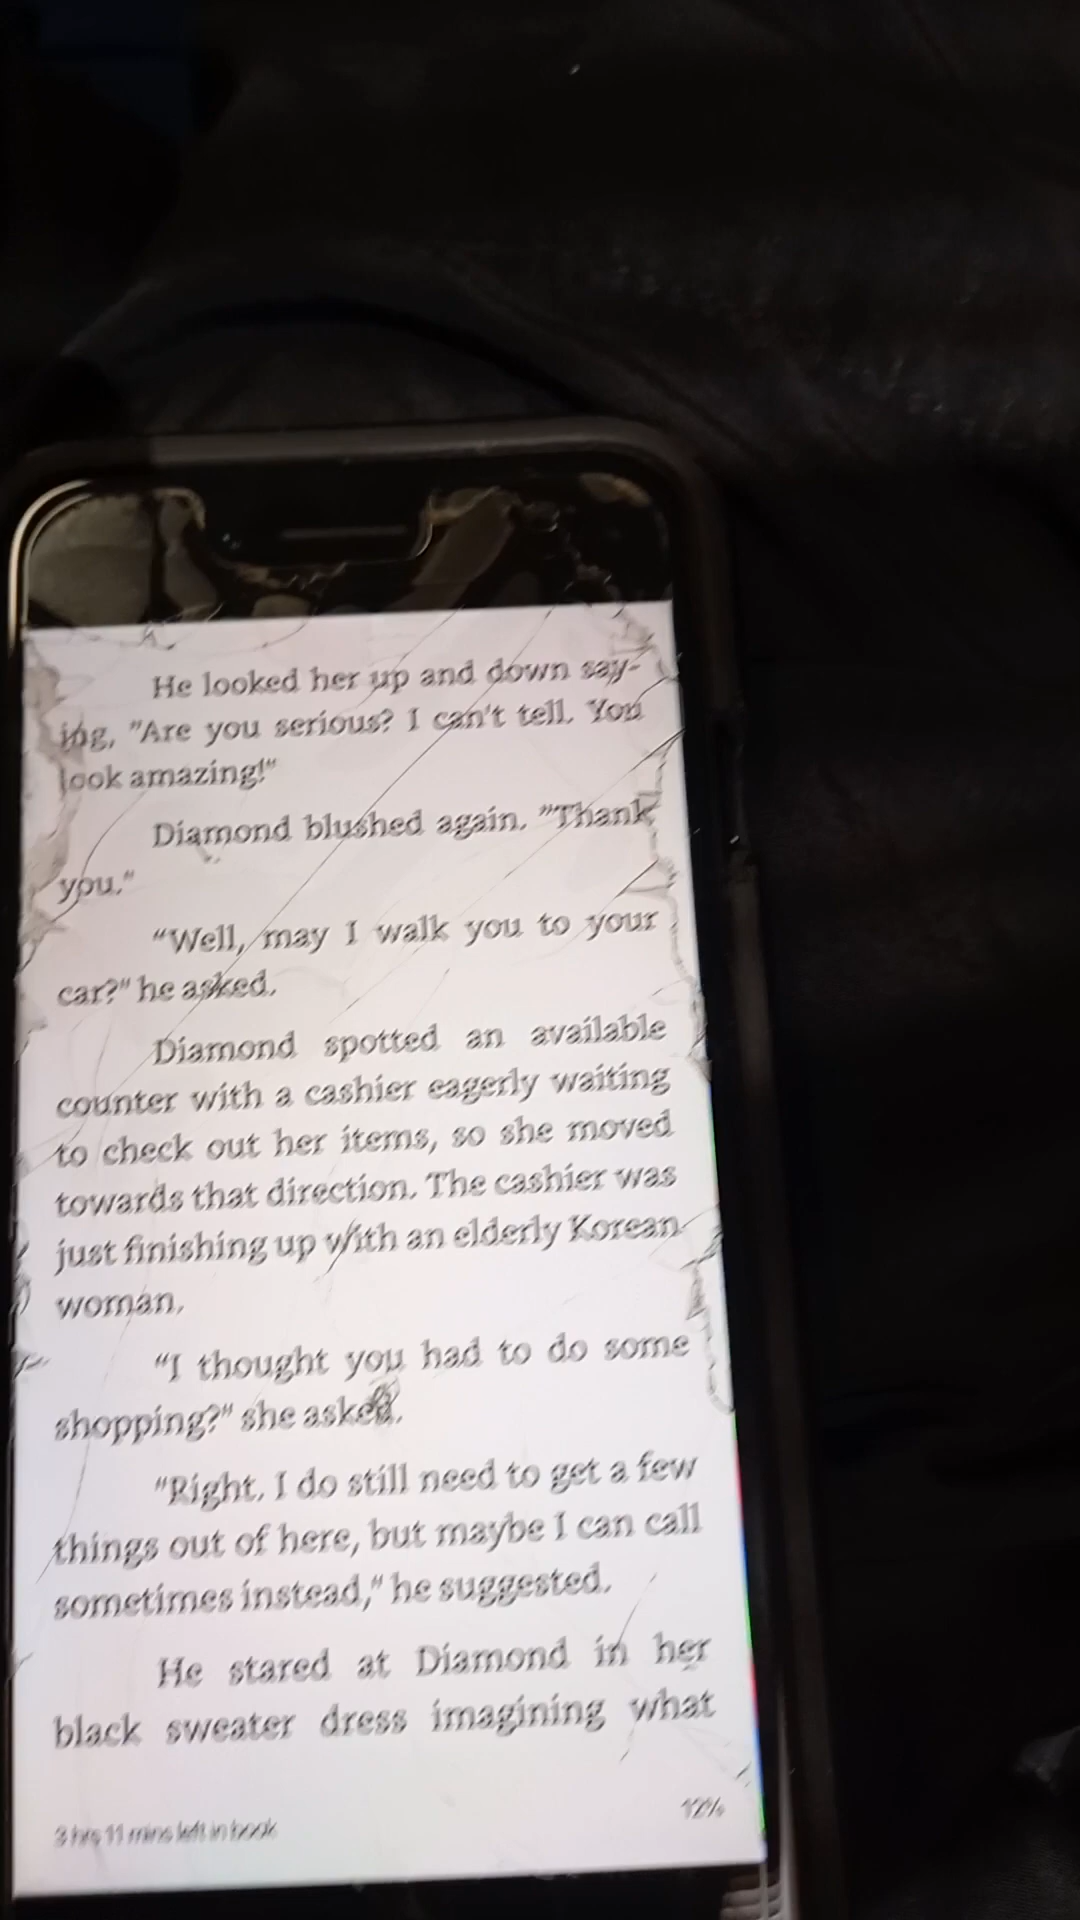 He looked her up and down say-
ing, "Are you serious? I can't tell. You
look amazing!"
Diamond blushed again. "Thank
you."
“Well, may I walk you to your
car?" he asked.
Diamond spotted an available
counter with a cashier eagerly waiting
to check out her items, so she moved
towards that direction. The cashier was
just finishing up with an elderly Korean
woman.
“I thought you had to do some
shopping?" she asked.
"Right. I do still need to get a few
things out of here, but maybe I can call
sometimes instead," he suggested.
He stared at Diamond in her
black sweater dress imagining what
3 hrs 11 mins left in book 12%